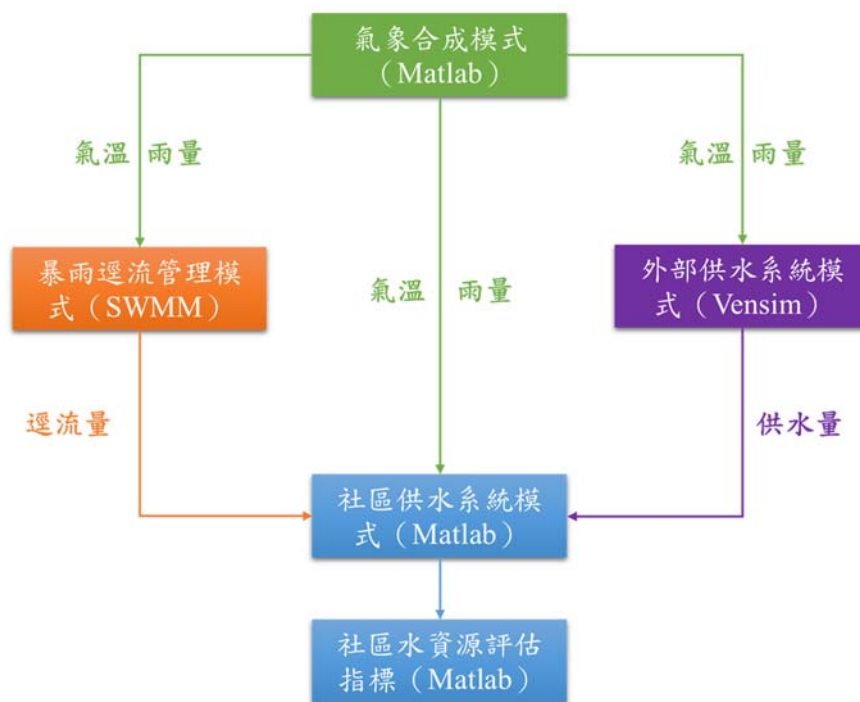 氣象合成模式
（Matlab）
氣溫 雨量
氣溫 雨量
暴雨逕流管理模
式（SWMM）
氣溫 雨量
外部供水系統模
式（Vensim）
逕流量
供水量
社區供水系統模
式（Matlab）
社區水資源評估
指標（Matlab）